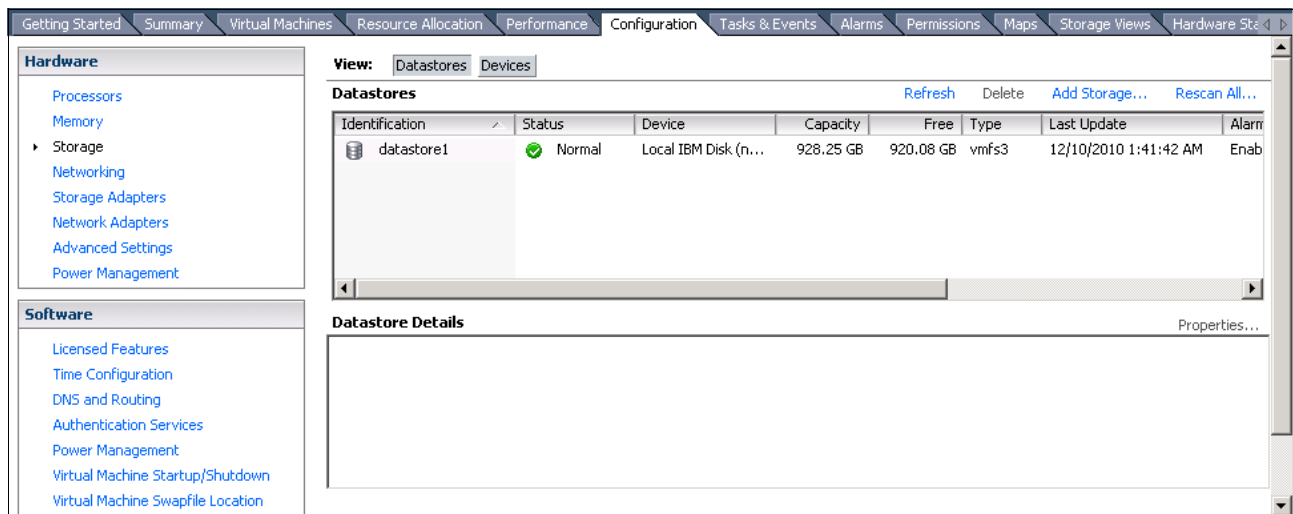 Getting Started Summary Virtual Machines Resource Allocation Performance Configuration Tasks & Events Alarms Permissions Maps Storage Views Hardware Sta
Hardware
Processors
Memory
Storage
Networking
Storage Adapters
Network Adapters
Advanced Settings
Power Management
Software
Licensed Features
Time Configuration
DNS and Routing
Authentication Services
Power Management
Virtual Machine Startup/Shutdown
Virtual Machine Swapfile Location
View: Datastores Devices
Datastores Refresh Delete Add Storage... Rescan All...
Identification Status Device Capacity Free Type Last Update Alarm
datastore1 Normal Local IBM Disk (n... 928.25 GB 920.08 GB vmfs3 12/10/2010 1:41:42 AM Enab
Datastore Details Properties...